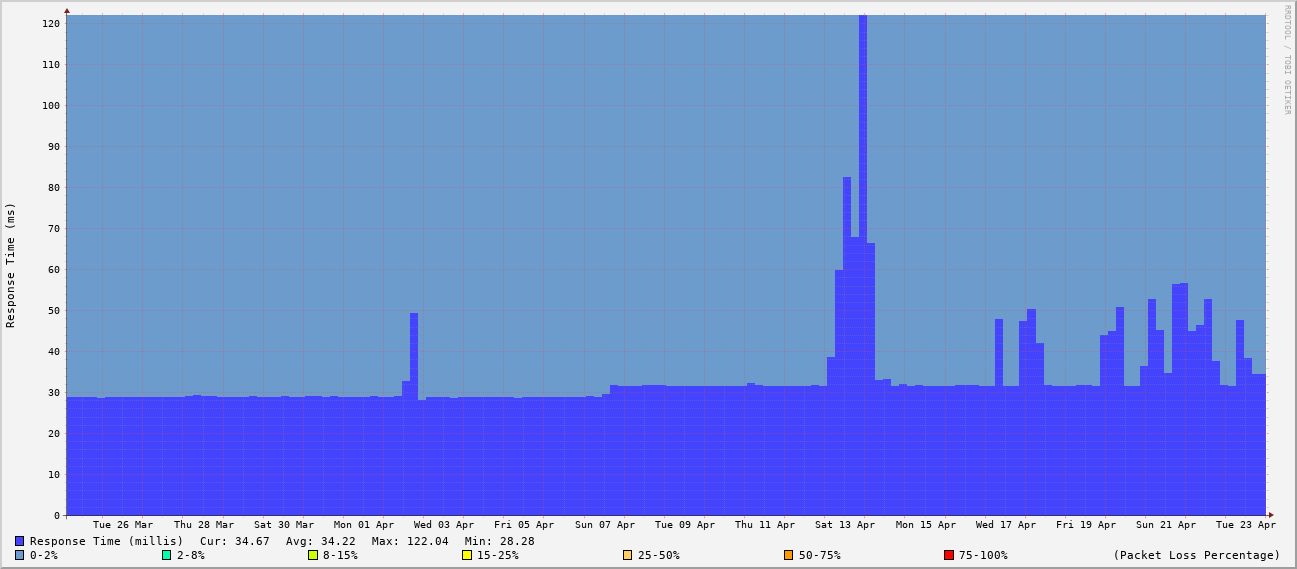 RRDTOOL / TOBI OETIKER
Response Time (ms)
120
110
100
90
80
70
60
50
40
30
20
10
0
Tue 26 Mar Thu 28 Mar Sat 30 Mar Mon 01 Apr Wed 03 Apr Fri 05 Apr Sun 07 Apr Tue 09 Apr Thu 11 Apr Sat 13 Apr Mon 15 Apr Wed 17 Apr Fri 19 Apr Sun 21 Apr Tue 23 Apr
Response Time (millis) Cur: 34.67 Avg: 34.22 Max: 122.04 Min: 28.28
0-2% 2-8% 8-15% 15-25% 25-50% 50-75% 75-100% (Packet Loss Percentage)